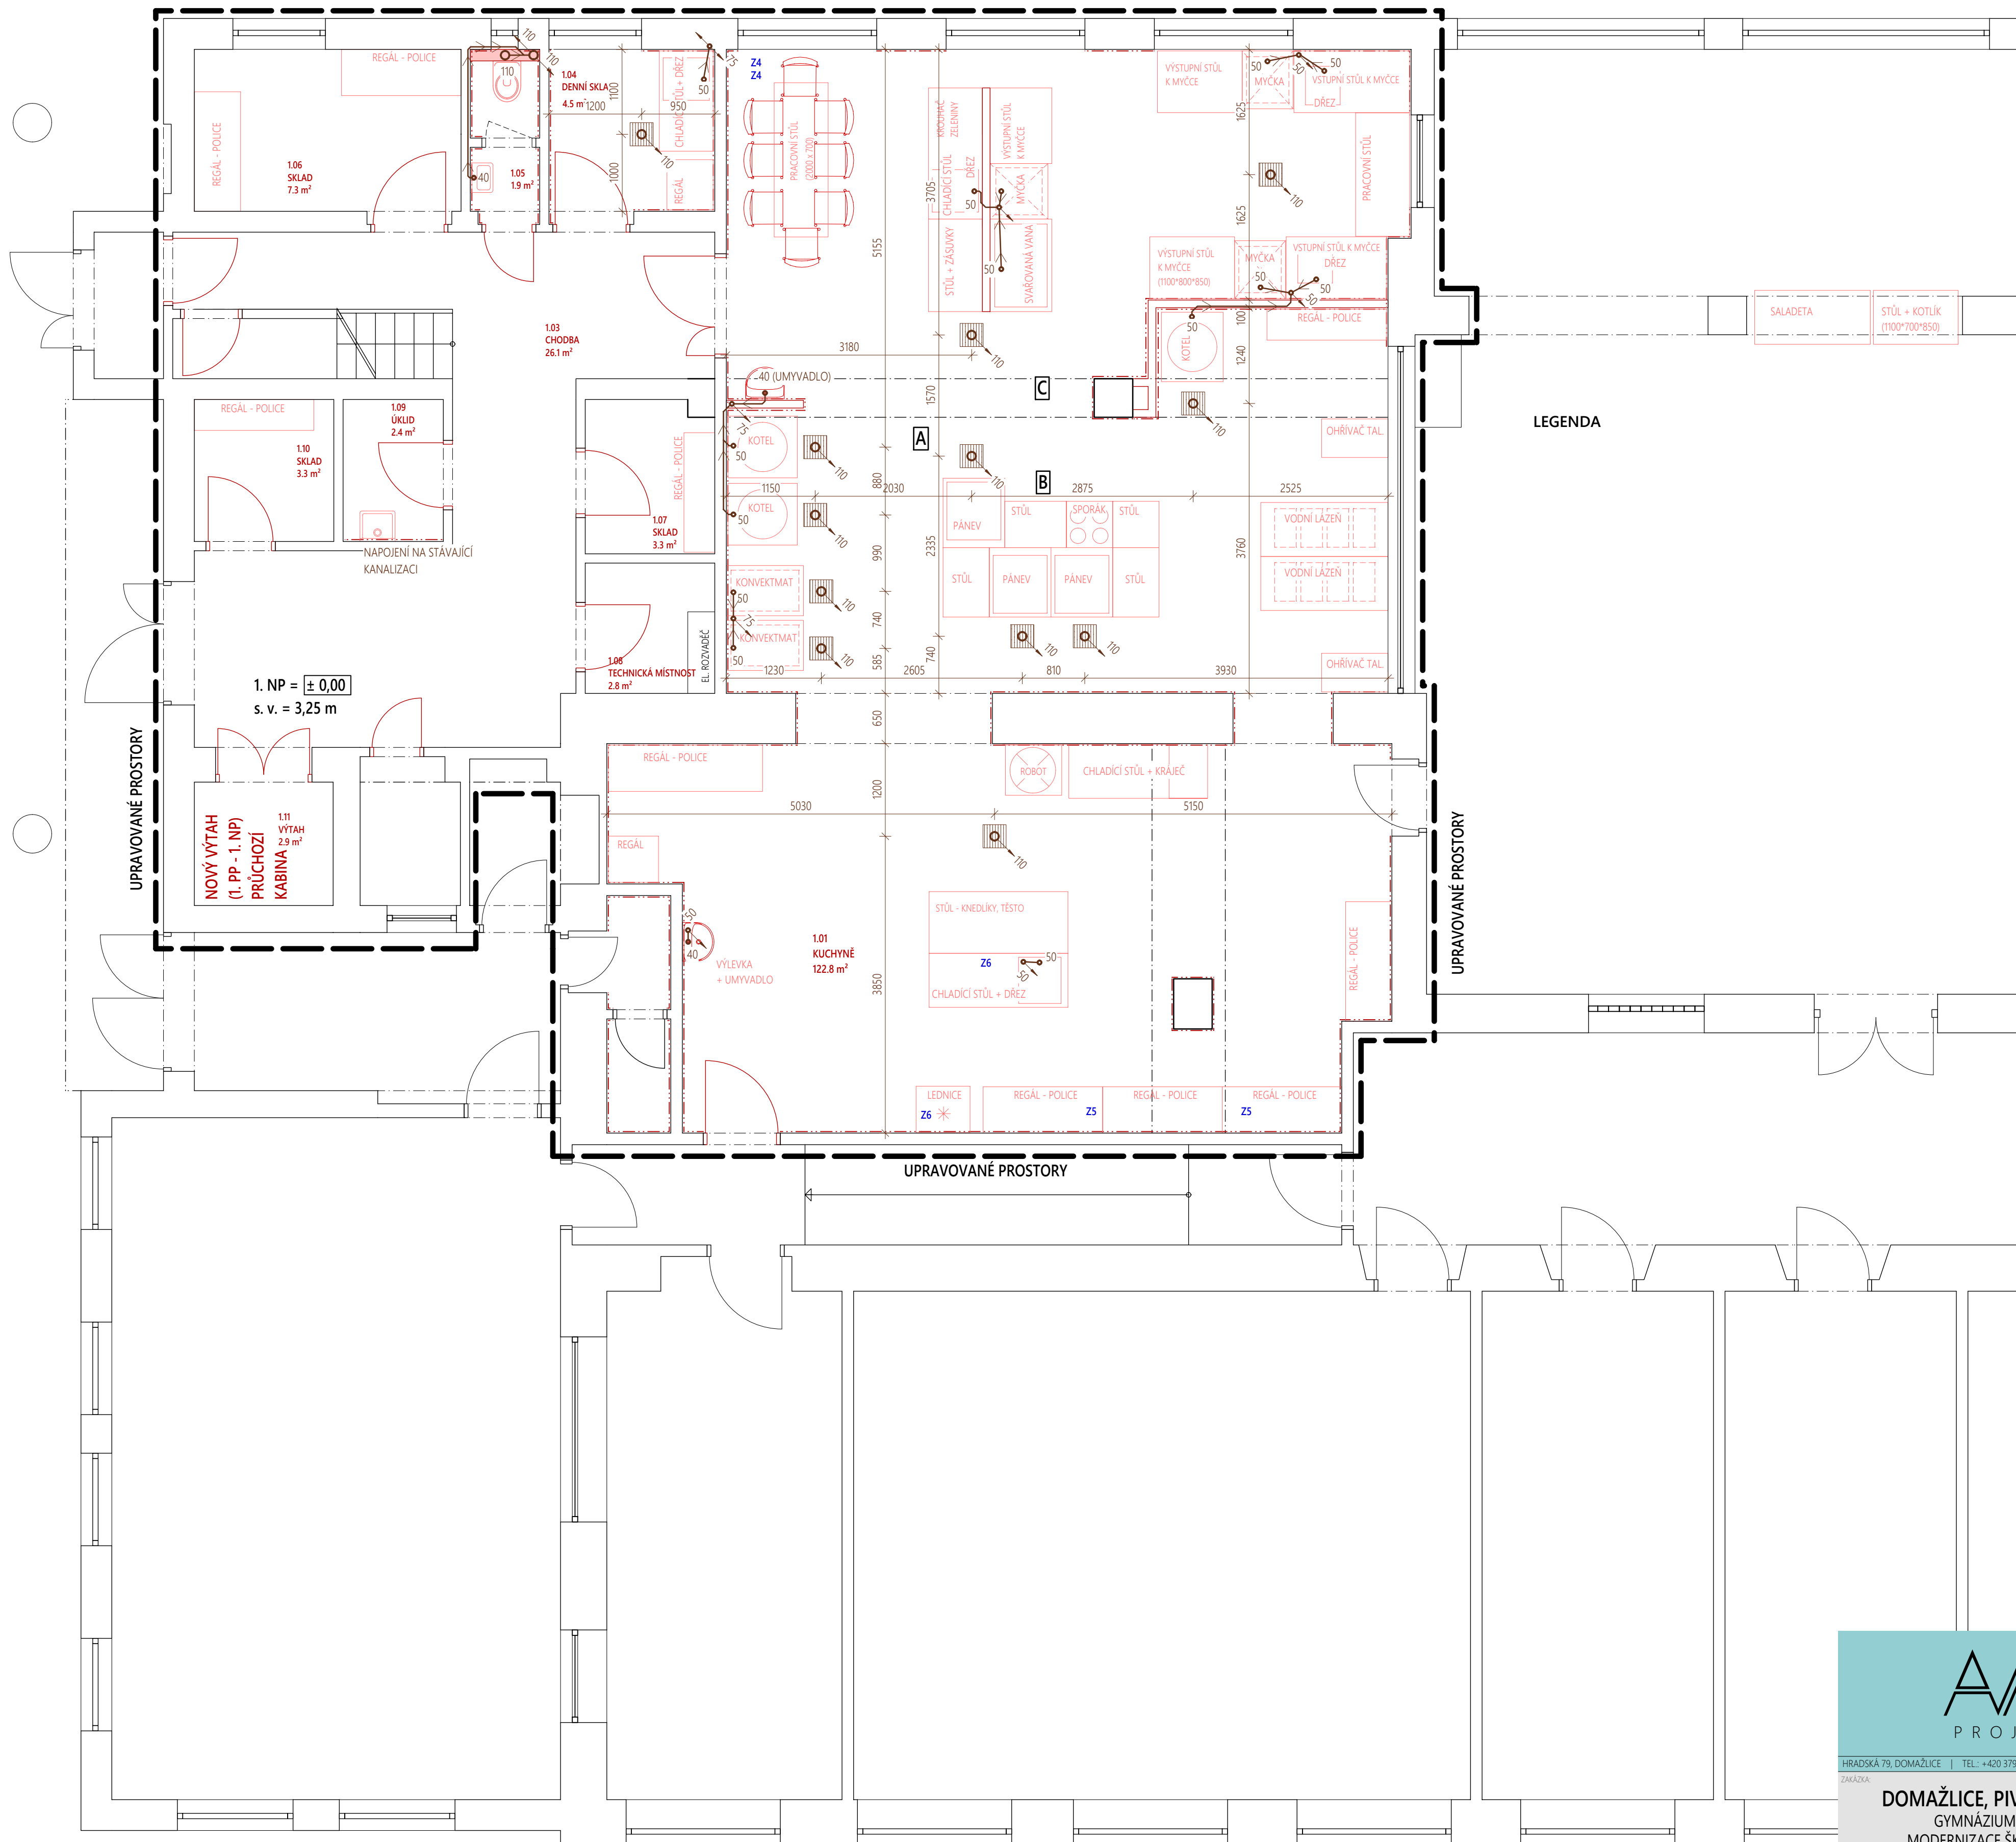 REGÁL - POLICE
REGÁL - POLICE
1.06
SKLAD
7.3 m²
110
110
110
40
1.05
1.9 m²
1.04
DENNÍ SKLA
4.5 m²
1200
1100
950
1000
110
CHLADÍCÍ STŮL + DŘEZ
REGÁL
75
50
Z4
Z4
PRACOVNÍ STŮL
(2000 x 700)
KROUHAČ
ZELENINY
CHLADÍCÍ STŮL
DŘEZ
VÝSTUPNÍ STŮL
K MYČCE
MYČKA
STŮL + ZÁSUVKY
SVAŘOVANÁ VANA
50
50
3705
5155
VÝSTUPNÍ STŮL
K MYČCE
MYČKA
VSTUPNÍ STŮL K MYČCE
DŘEZ
50
50
50
PRACOVNÍ STŮL
1625
1625
110
VÝSTUPNÍ STŮL
K MYČCE
(1100*800*850)
MYČKA
VSTUPNÍ STŮL K MYČCE
DŘEZ
50
50
50
100
REGÁL - POLICE
50
KOTEL
1240
110
SALADETA
STŮL + KOTLÍK
(1100*700*850)
1.03
CHODBA
26.1 m²
3180
110
40 (UMYVADLO)
1570
C
A
B
75
50
KOTEL
110
110
880
OHŘÍVAČ TAL.
LEGENDA
REGÁL - POLICE
1.10
SKLAD
3.3 m²
1.09
ÚKLID
2.4 m²
NAPOJENÍ NA STÁVAJÍCÍ
KANALIZACI
REGÁL - POLICE
1.07
SKLAD
3.3 m²
1150
2030
2875
2525
KOTEL
50
110
990
2335
3760
PÁNEV
STŮL
SPORÁK
STŮL
STŮL
PÁNEV
PÁNEV
STŮL
VODNÍ LÁZEŇ
VODNÍ LÁZEŇ
KONVEKTMAT
50
75
KONVEKTMAT
50
110
110
740
585
740
110
110
OHŘÍVAČ TAL.
1.08
TECHNICKÁ MÍSTNOST
2.8 m²
EL. ROZVADĚČ
1230
2605
810
3930
1. NP = ± 0,00
s. v. = 3,25 m
UPRAVOVANÉ PROSTORY
NOVÝ VÝTAH
(1. PP - 1. NP)
PRŮCHOZÍ
KABINA
1.11
VÝTAH
2.9 m²
650
REGÁL - POLICE
ROBOT
CHLADÍCÍ STŮL + KRAJEČ
1200
5030
5150
110
REGÁL
UPRAVOVANÉ PROSTORY
50
40
VÝLEVKA
+ UMYVADLO
1.01
KUCHYNĚ
122.8 m²
3850
STŮL - KNEDLÍKY, TĚSTO
Z6
50
50
CHLADÍCÍ STŮL + DŘEZ
REGÁL - POLICE
LEDNICE
Z6
REGÁL - POLICE
Z5
REGÁL - POLICE
Z5
REGÁL - POLICE
UPRAVOVANÉ PROSTORY
PROJ
HRADSKÁ 79, DOMAŽLICE | TEL.: +420 379
ZAKÁZKA:
DOMAŽLICE, PIV
GYMNÁZIUM
MODERNIZACE Š